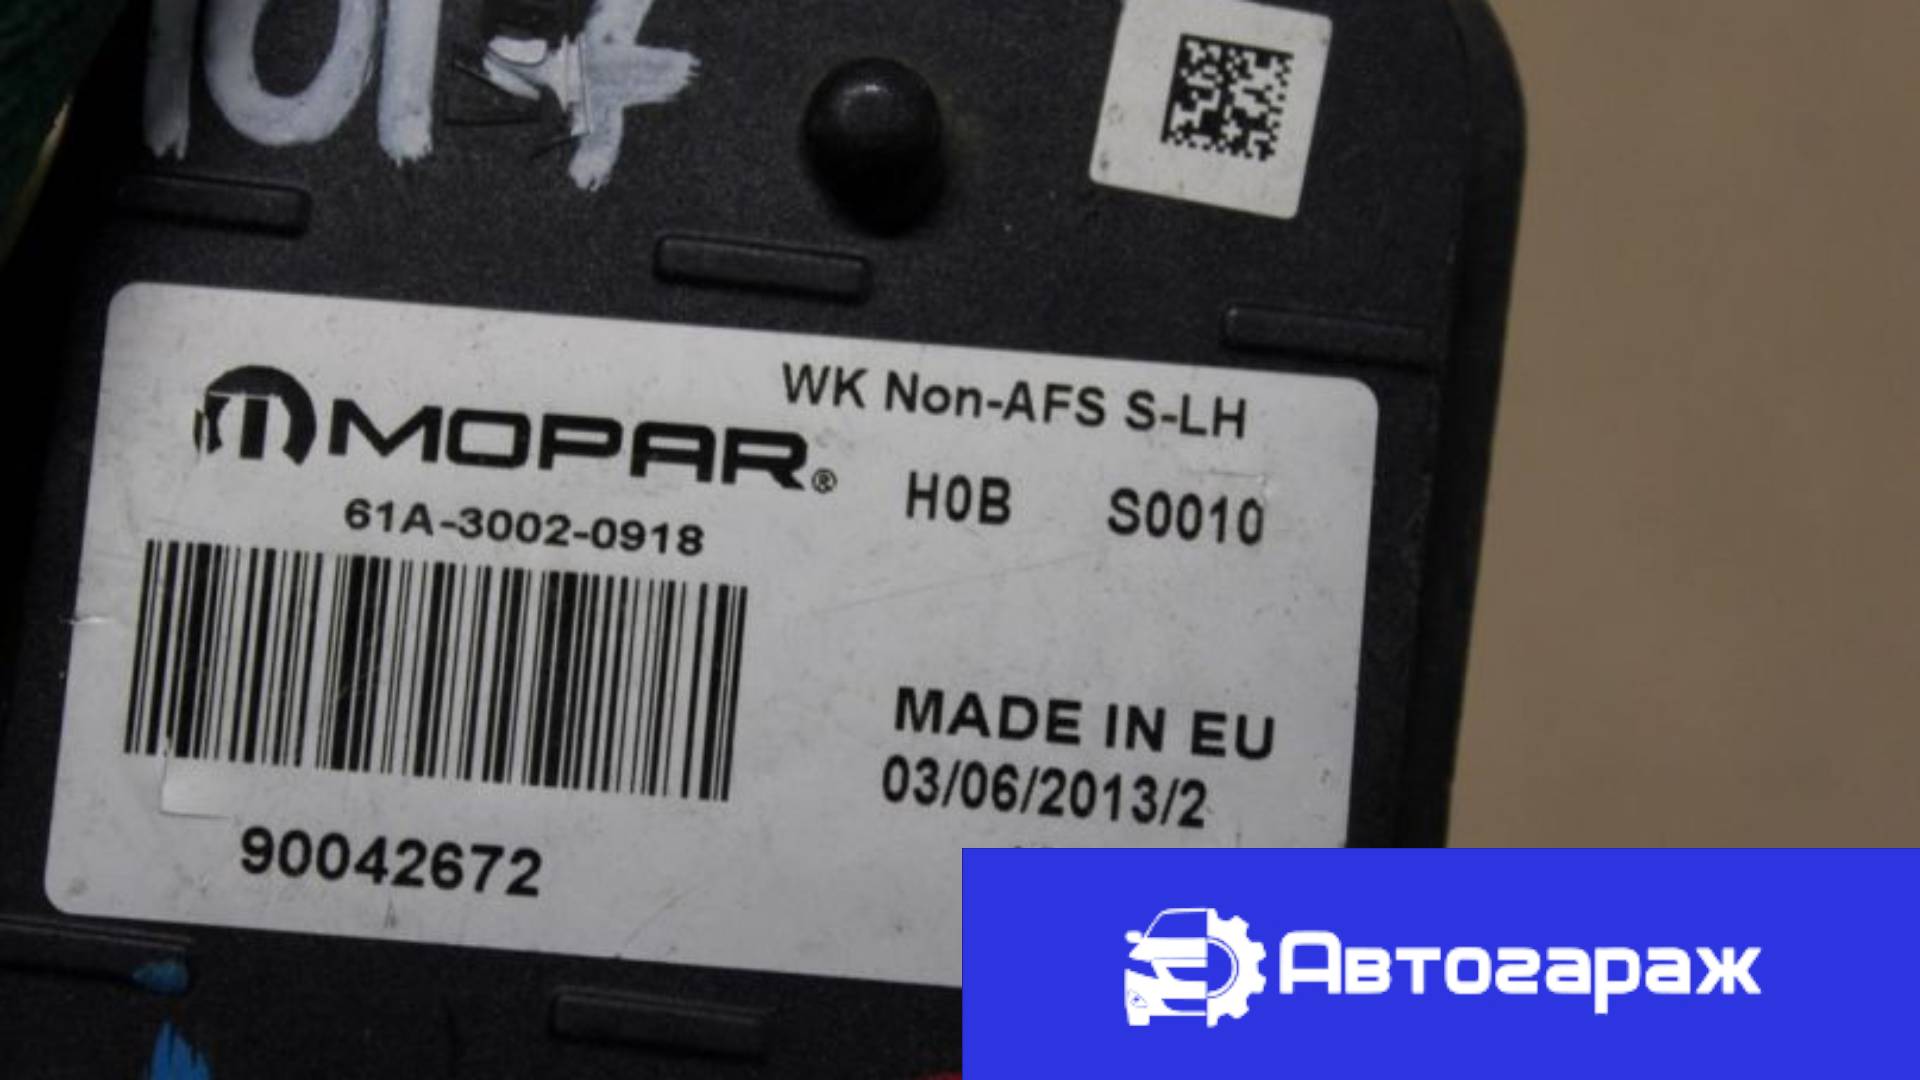 1017
MOPAR®
WK Non-AFS S-LH
H0B S0010
61A-3002-0918
MADE IN EU
03/06/2013/2
90042672
Автогараж